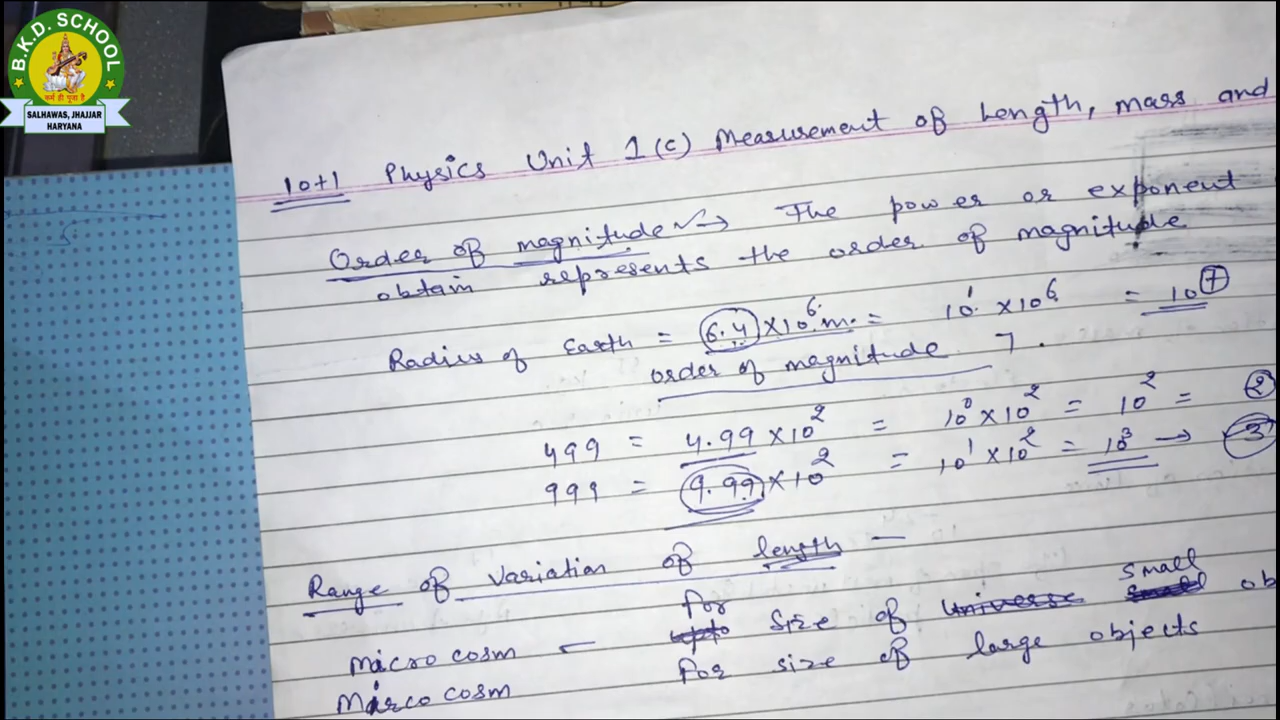 B.K.D. SCHOOL
कर्म ही पूजा है
SALHAWAS, JHAJJAR
HARYANA
10+1 Physics Unit 1(c) Measurement of Length, mass and
Order of magnitude → The power or exponent
obtain represents the order of magnitude
Radius of Earth = 6.4 × 10⁶ m. = 10¹ × 10⁶ = 10⁷
order of magnitude 7.
499 = 4.99 × 10² = 10⁰ × 10² = 10² = 2
999 = 9.99 × 10² = 10¹ × 10² = 10³ → 3
Range of variation of length —
Micro cosm — for size of small ob
Marco cosm for size of large objects